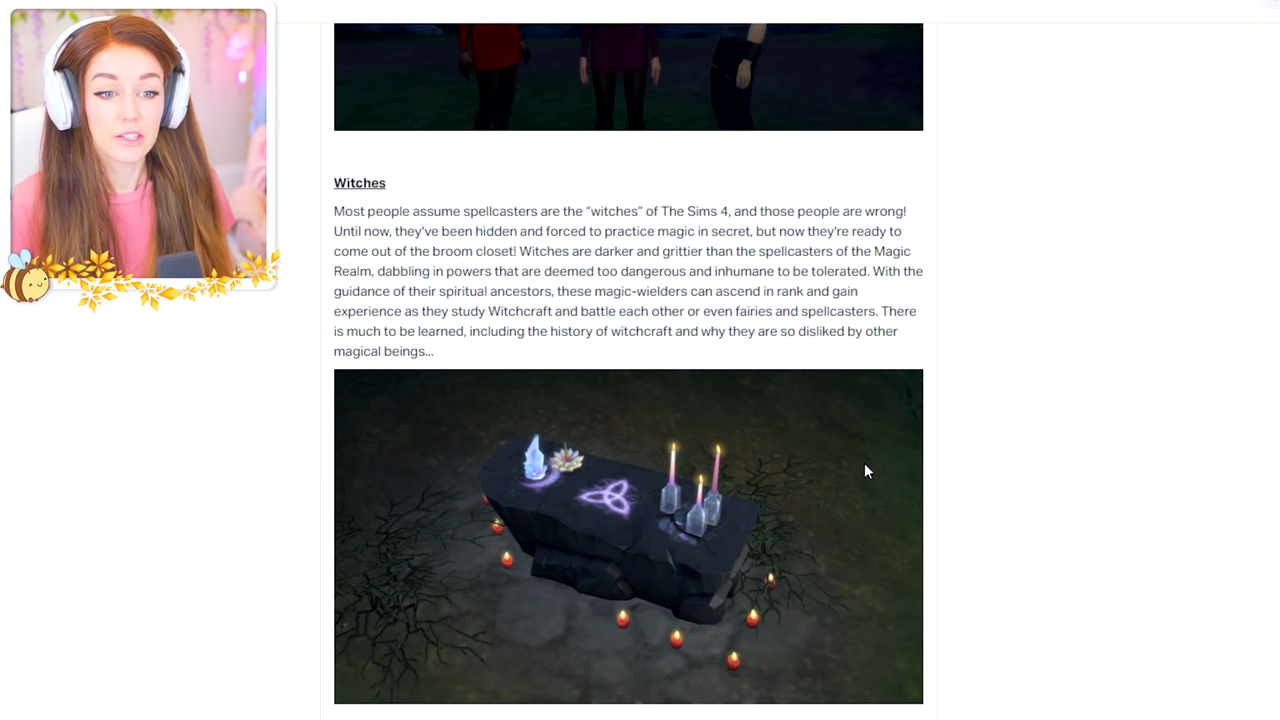 Witches
Most people assume spellcasters are the “witches” of The Sims 4, and those people are wrong!
Until now, they've been hidden and forced to practice magic in secret, but now they're ready to
come out of the broom closet! Witches are darker and grittier than the spellcasters of the Magic
Realm, dabbling in powers that are deemed too dangerous and inhumane to be tolerated. With the
guidance of their spiritual ancestors, these magic-wielders can ascend in rank and gain
experience as they study Witchcraft and battle each other or even fairies and spellcasters. There
is much to be learned, including the history of witchcraft and why they are so disliked by other
magical beings...